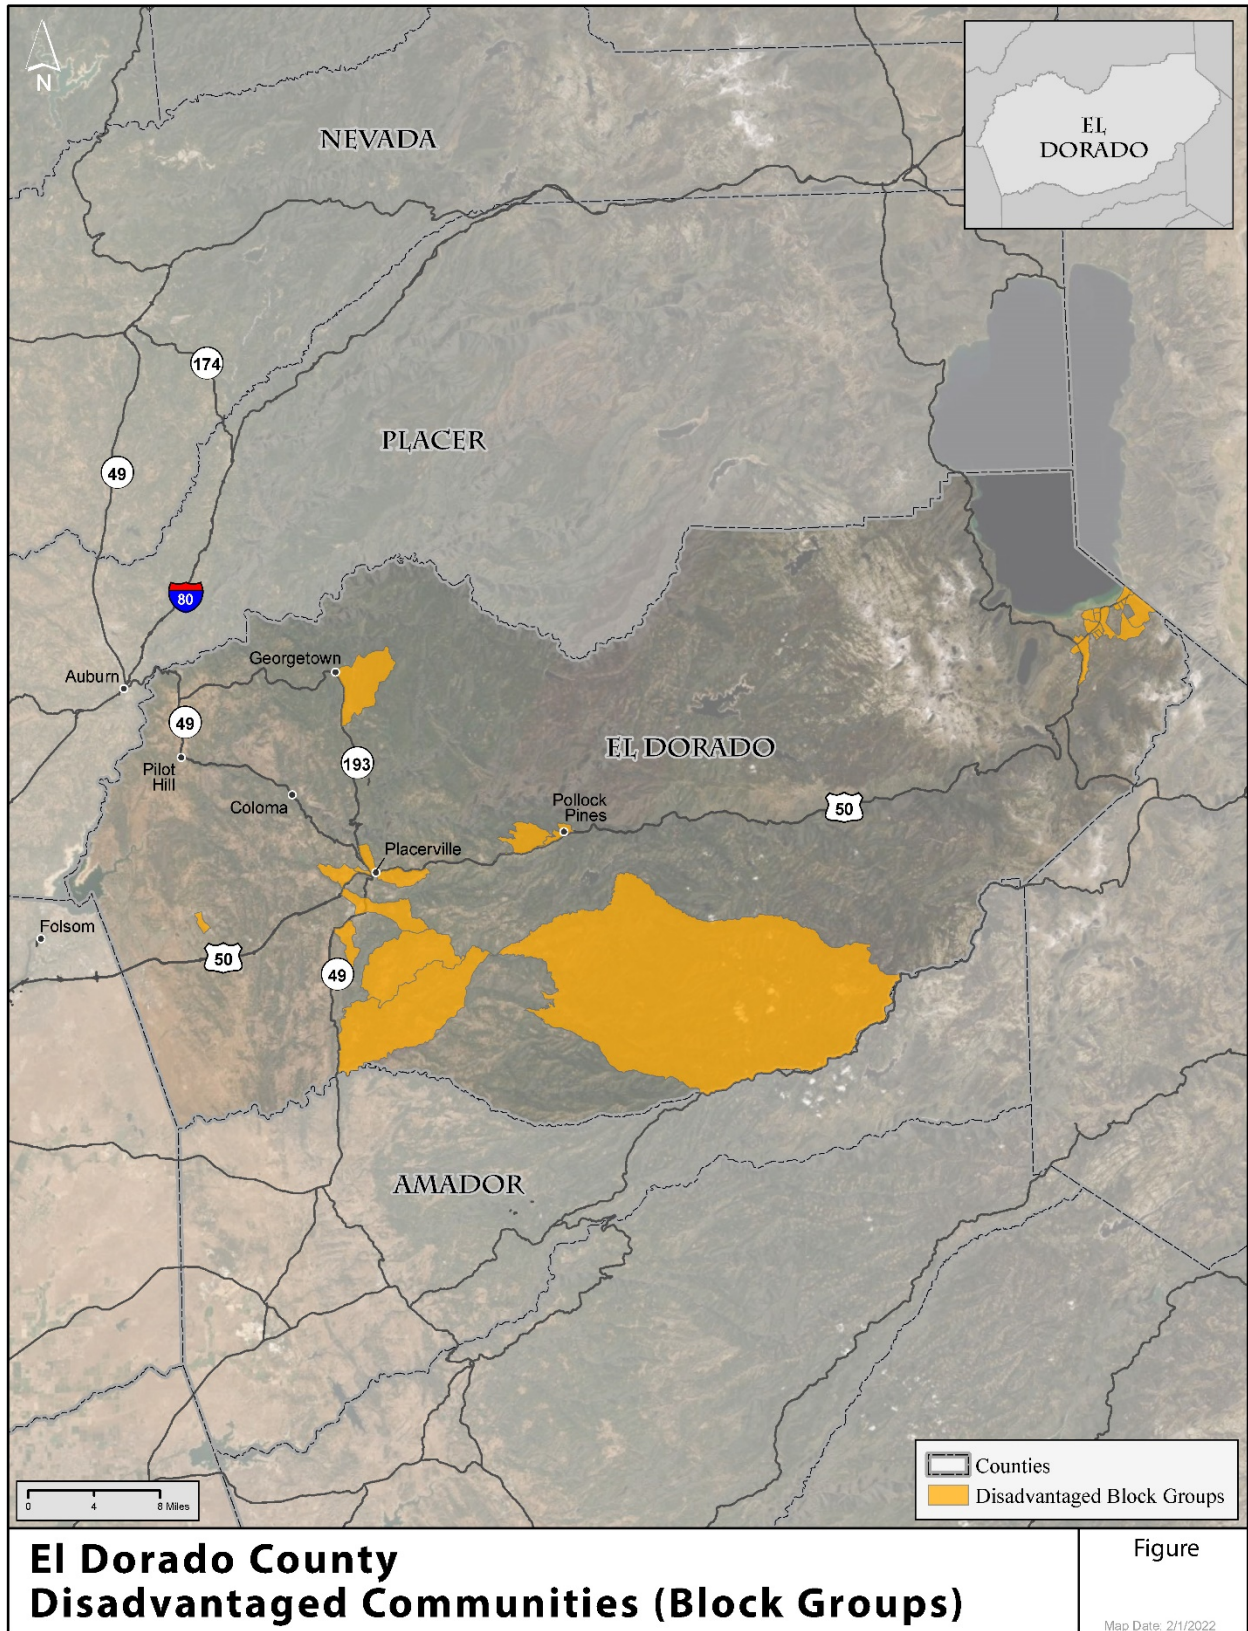 N
NEVADA
EL
DORADO
174
PLACER
49
80
Georgetown
Auburn
49
193
EL DORADO
Pilot
Hill
Coloma
Pollock
Pines
50
Placerville
Folsom
50
49
AMADOR
Counties
Disadvantaged Block Groups
0 4 8 Miles
El Dorado County
Disadvantaged Communities (Block Groups)
Figure
Map Date: 2/1/2022